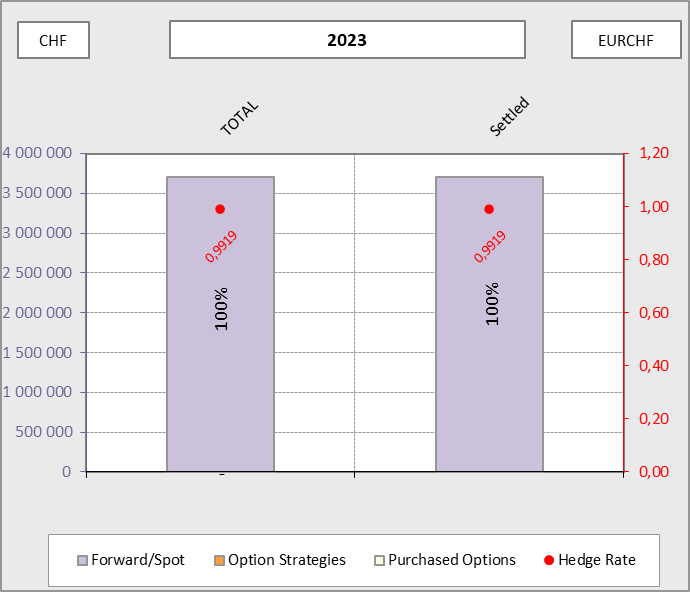 CHF
2023
EURCHF
TOTAL
Settled
4 000 000
3 500 000
3 000 000
2 500 000
2 000 000
1 500 000
1 000 000
500 000
0
1,20
1,00
0,80
0,60
0,40
0,20
0,00
0,9919
0,9919
100%
100%
Forward/Spot
Option Strategies
Purchased Options
Hedge Rate